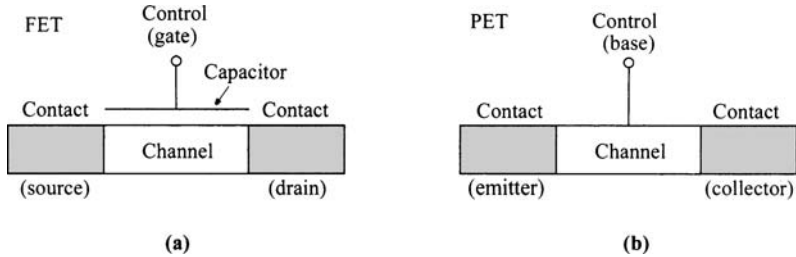 FET
Control
(gate)
Capacitor
Contact
Contact
Channel
(source)
(drain)
(a)
PET
Control
(base)
Contact
Contact
Channel
(emitter)
(collector)
(b)